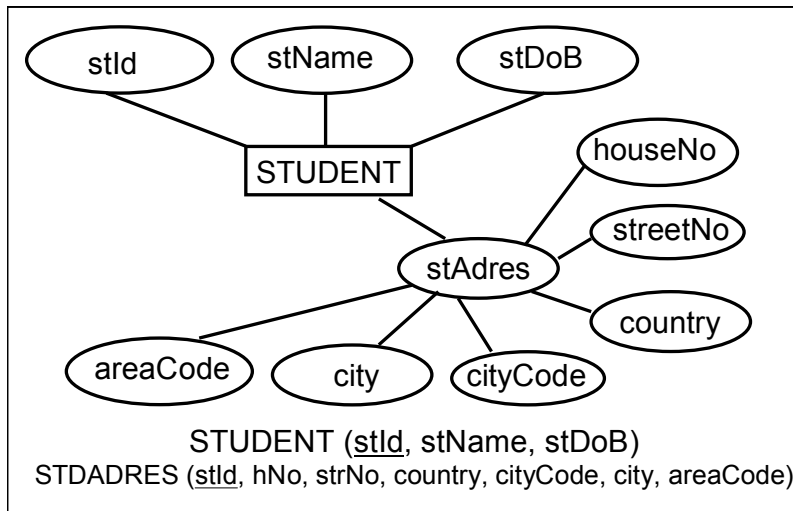 stId
stName
stDoB
houseNo
STUDENT
streetNo
stAdres
country
areaCode
city
cityCode
STUDENT (stId, stName, stDoB)
STDADRES (stId, hNo, strNo, country, cityCode, city, areaCode)